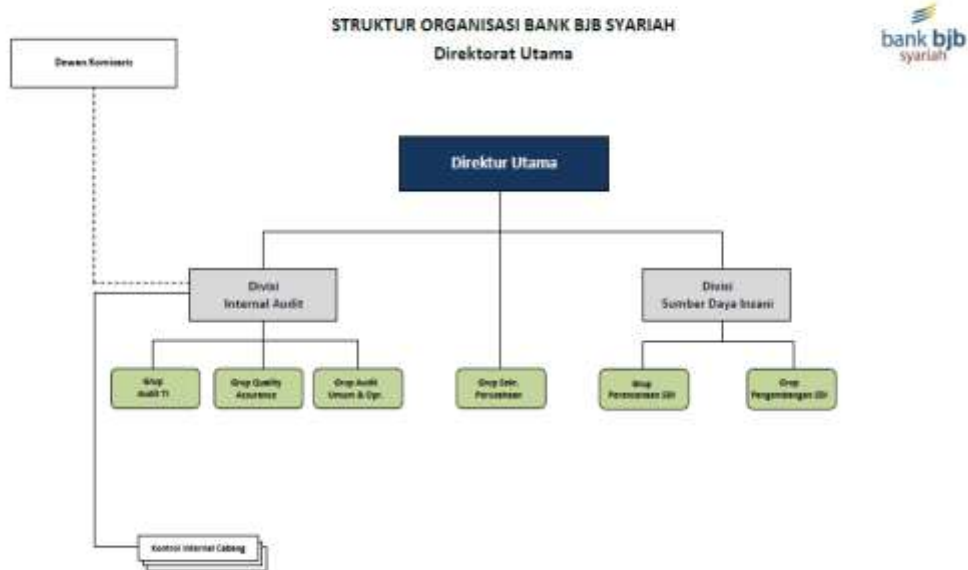 STRUKTUR ORGANISASI BANK BJB SYARIAH
Direktorat Utama
bank bjb
syariah
Dewan Komisaris
Direktur Utama
Divisi
Internal Audit
Divisi
Sumber Daya Insani
Grup
Audit TI
Grup Quality
Assurance
Grup Audit
Umum & Opr.
Grup Sekr.
Perusahaan
Grup
Perencanaan SDI
Grup
Pengembangan SDI
Kontrol Internal Cabang